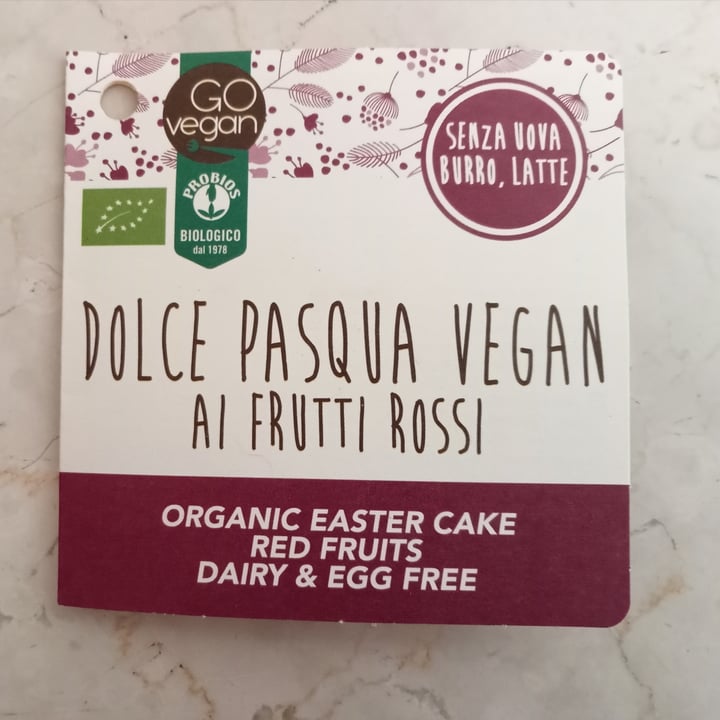 GO
vegan
SENZA UOVA
BURRO, LATTE
PROBIOS
BIOLOGICO
dal 1978
DOLCE PASQUA VEGAN
AI FRUTTI ROSSI
ORGANIC EASTER CAKE
RED FRUITS
DAIRY & EGG FREE